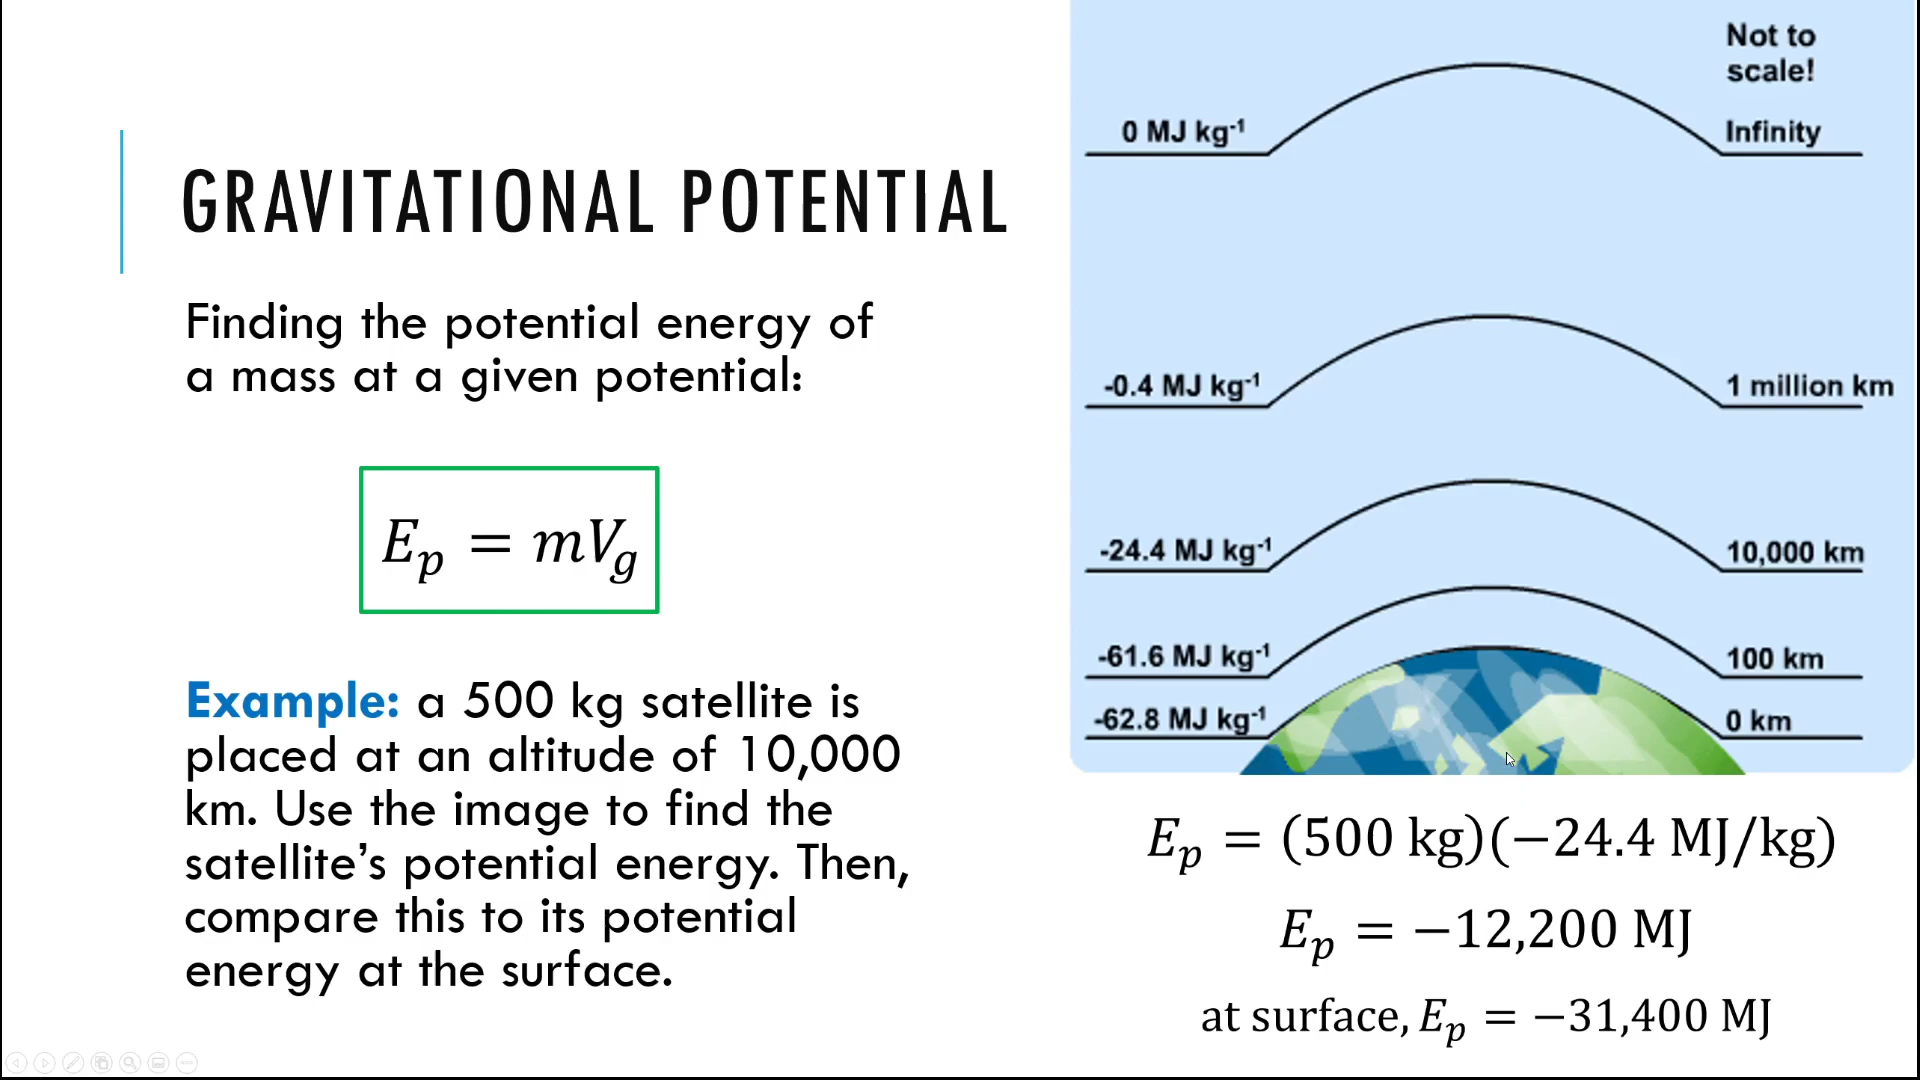 GRAVITATIONAL POTENTIAL
Finding the potential energy of
a mass at a given potential:
E_p = mV_g
Example: a 500 kg satellite is
placed at an altitude of 10,000
km. Use the image to find the
satellite’s potential energy. Then,
compare this to its potential
energy at the surface.
Not to
scale!
0 MJ kg⁻¹ Infinity
-0.4 MJ kg⁻¹ 1 million km
-24.4 MJ kg⁻¹ 10,000 km
-61.6 MJ kg⁻¹ 100 km
-62.8 MJ kg⁻¹ 0 km
E_p = (500 kg)(−24.4 MJ/kg)
E_p = −12,200 MJ
at surface, E_p = −31,400 MJ